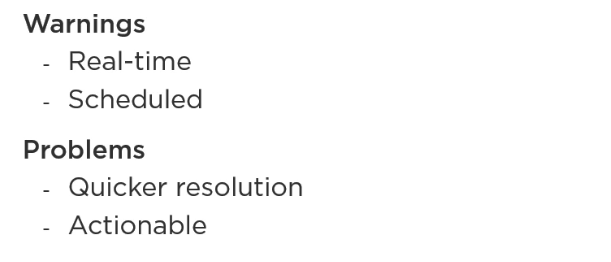 Warnings
- Real-time
- Scheduled
Problems
- Quicker resolution
- Actionable